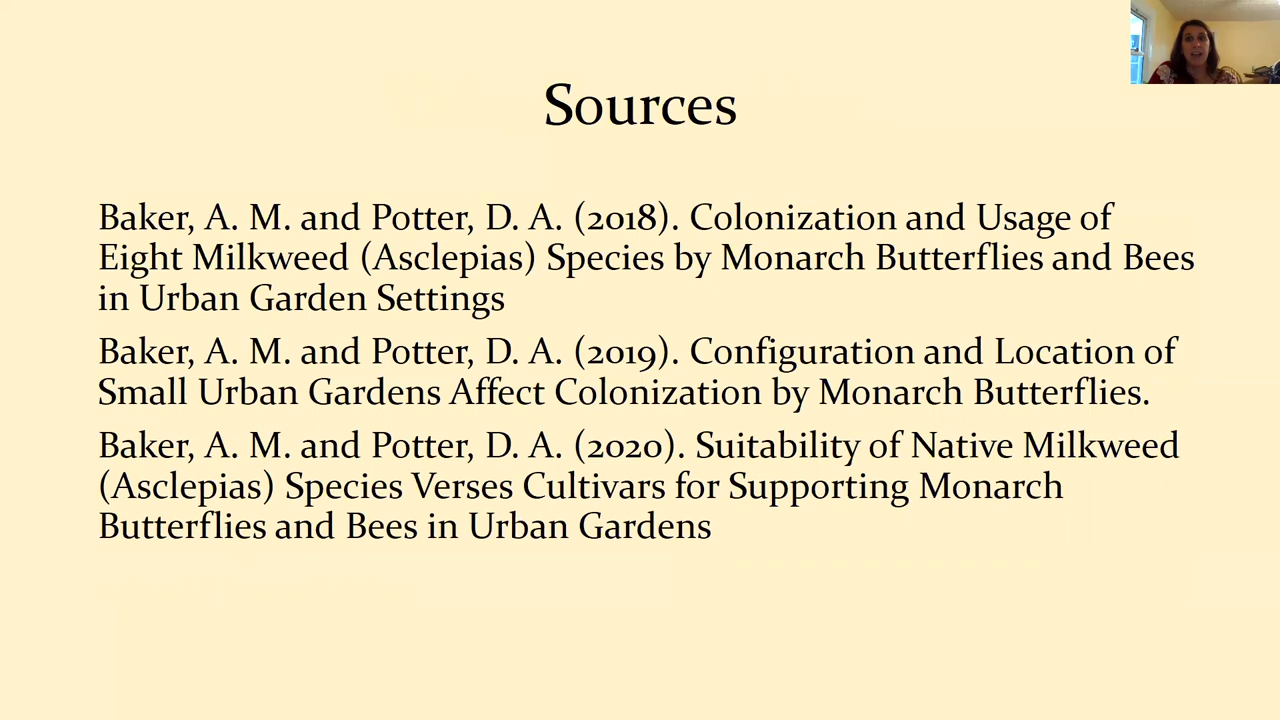 Sources
Baker, A. M. and Potter, D. A. (2018). Colonization and Usage of
Eight Milkweed (Asclepias) Species by Monarch Butterflies and Bees
in Urban Garden Settings
Baker, A. M. and Potter, D. A. (2019). Configuration and Location of
Small Urban Gardens Affect Colonization by Monarch Butterflies.
Baker, A. M. and Potter, D. A. (2020). Suitability of Native Milkweed
(Asclepias) Species Verses Cultivars for Supporting Monarch
Butterflies and Bees in Urban Gardens